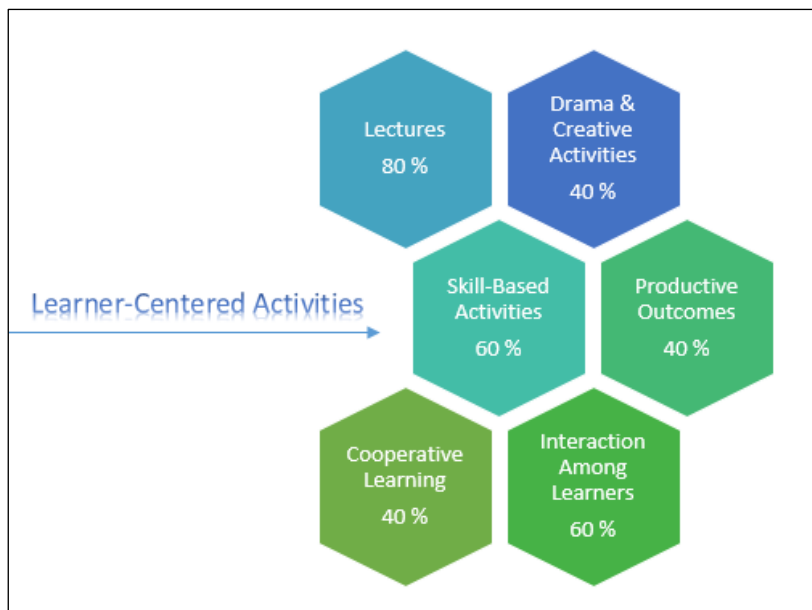 Lectures
80 %
Drama &
Creative
Activities
40 %
Learner-Centered Activities
Skill-Based
Activities
60 %
Productive
Outcomes
40 %
Cooperative
Learning
40 %
Interaction
Among
Learners
60 %